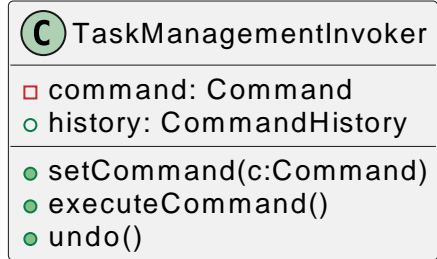 C TaskManagementInvoker
command: Command
history: CommandHistory
setCommand(c:Command)
executeCommand()
undo()